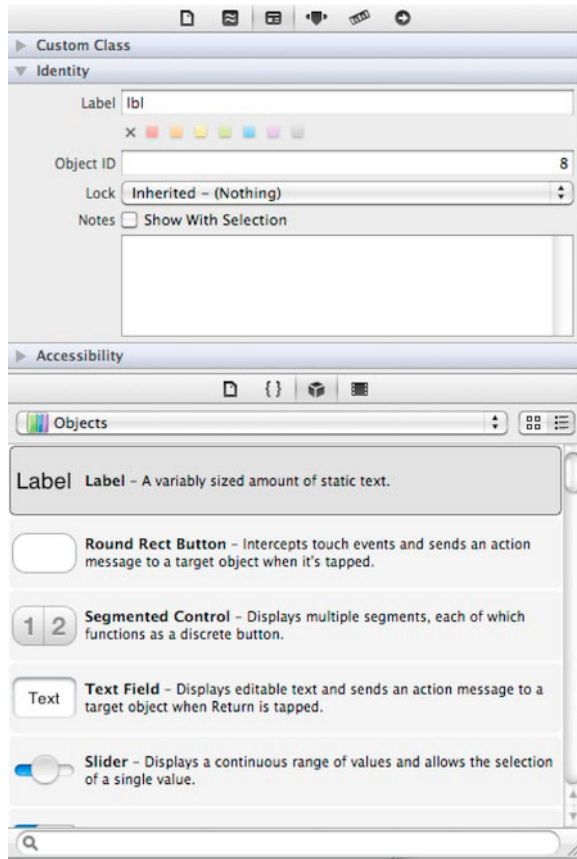 Custom Class
Identity
Label lbl
Object ID 8
Lock Inherited – (Nothing)
Notes Show With Selection
Accessibility
{ }
Objects
Label Label – A variably sized amount of static text.
Round Rect Button – Intercepts touch events and sends an action
message to a target object when it's tapped.
1 2 Segmented Control – Displays multiple segments, each of which
functions as a discrete button.
Text Text Field – Displays editable text and sends an action message to a
target object when Return is tapped.
Slider – Displays a continuous range of values and allows the selection
of a single value.